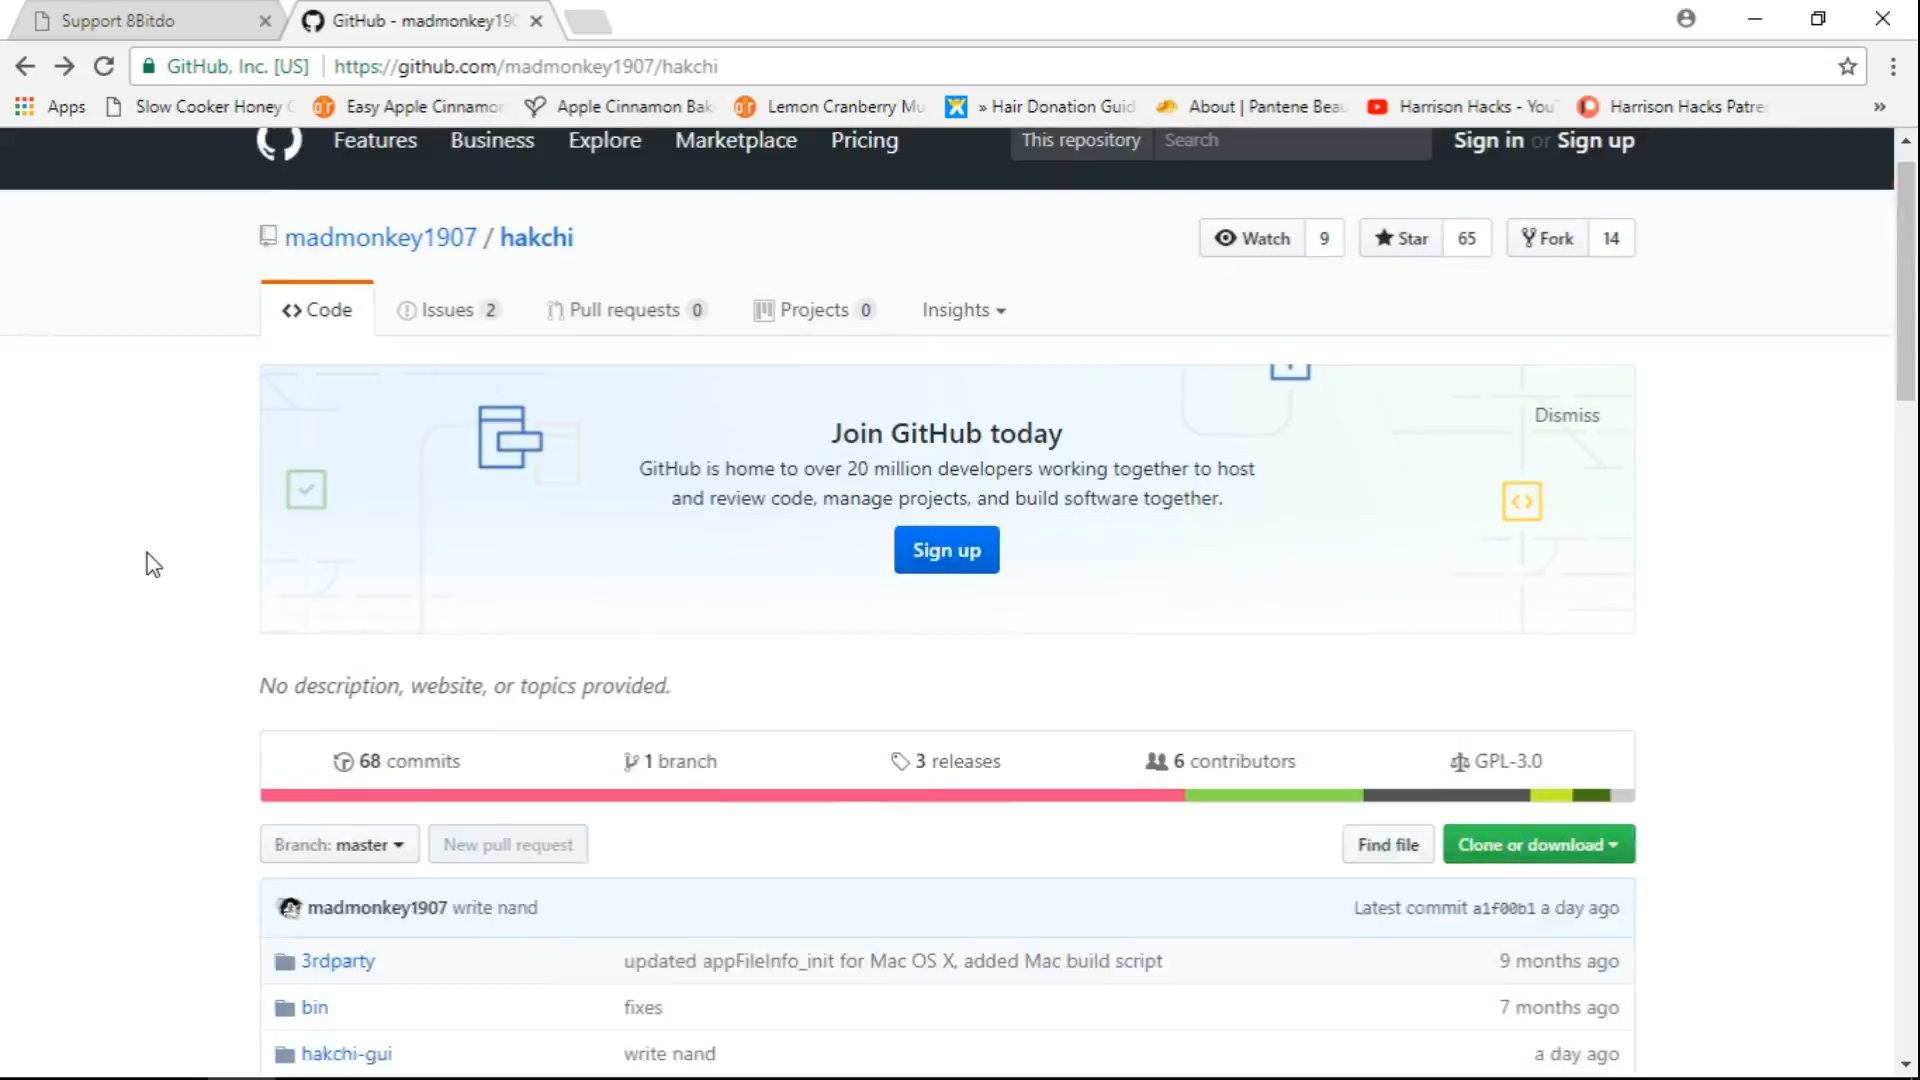 Support 8Bitdo
GitHub - madmonkey190
GitHub, Inc. [US] https://github.com/madmonkey1907/hakchi
Apps Slow Cooker Honey Easy Apple Cinnamon Apple Cinnamon Bak Lemon Cranberry Mu » Hair Donation Guid About | Pantene Beau Harrison Hacks - You Harrison Hacks Patre »
Features Business Explore Marketplace Pricing This repository Search Sign in or Sign up
madmonkey1907 / hakchi Watch 9 Star 65 Fork 14
Code Issues 2 Pull requests 0 Projects 0 Insights
Dismiss
Join GitHub today
GitHub is home to over 20 million developers working together to host
and review code, manage projects, and build software together.
Sign up
No description, website, or topics provided.
68 commits 1 branch 3 releases 6 contributors GPL-3.0
Branch: master New pull request Find file Clone or download
madmonkey1907 write nand Latest commit a1f00b1 a day ago
3rdparty updated appFileInfo_init for Mac OS X, added Mac build script 9 months ago
bin fixes 7 months ago
hakchi-gui write nand a day ago